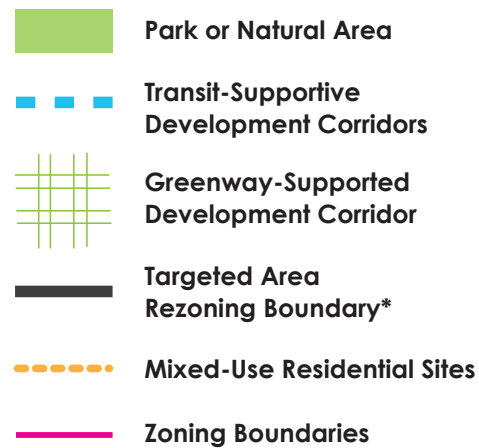 Park or Natural Area
Transit-Supportive
Development Corridors
Greenway-Supported
Development Corridor
Targeted Area
Rezoning Boundary*
Mixed-Use Residential Sites
Zoning Boundaries